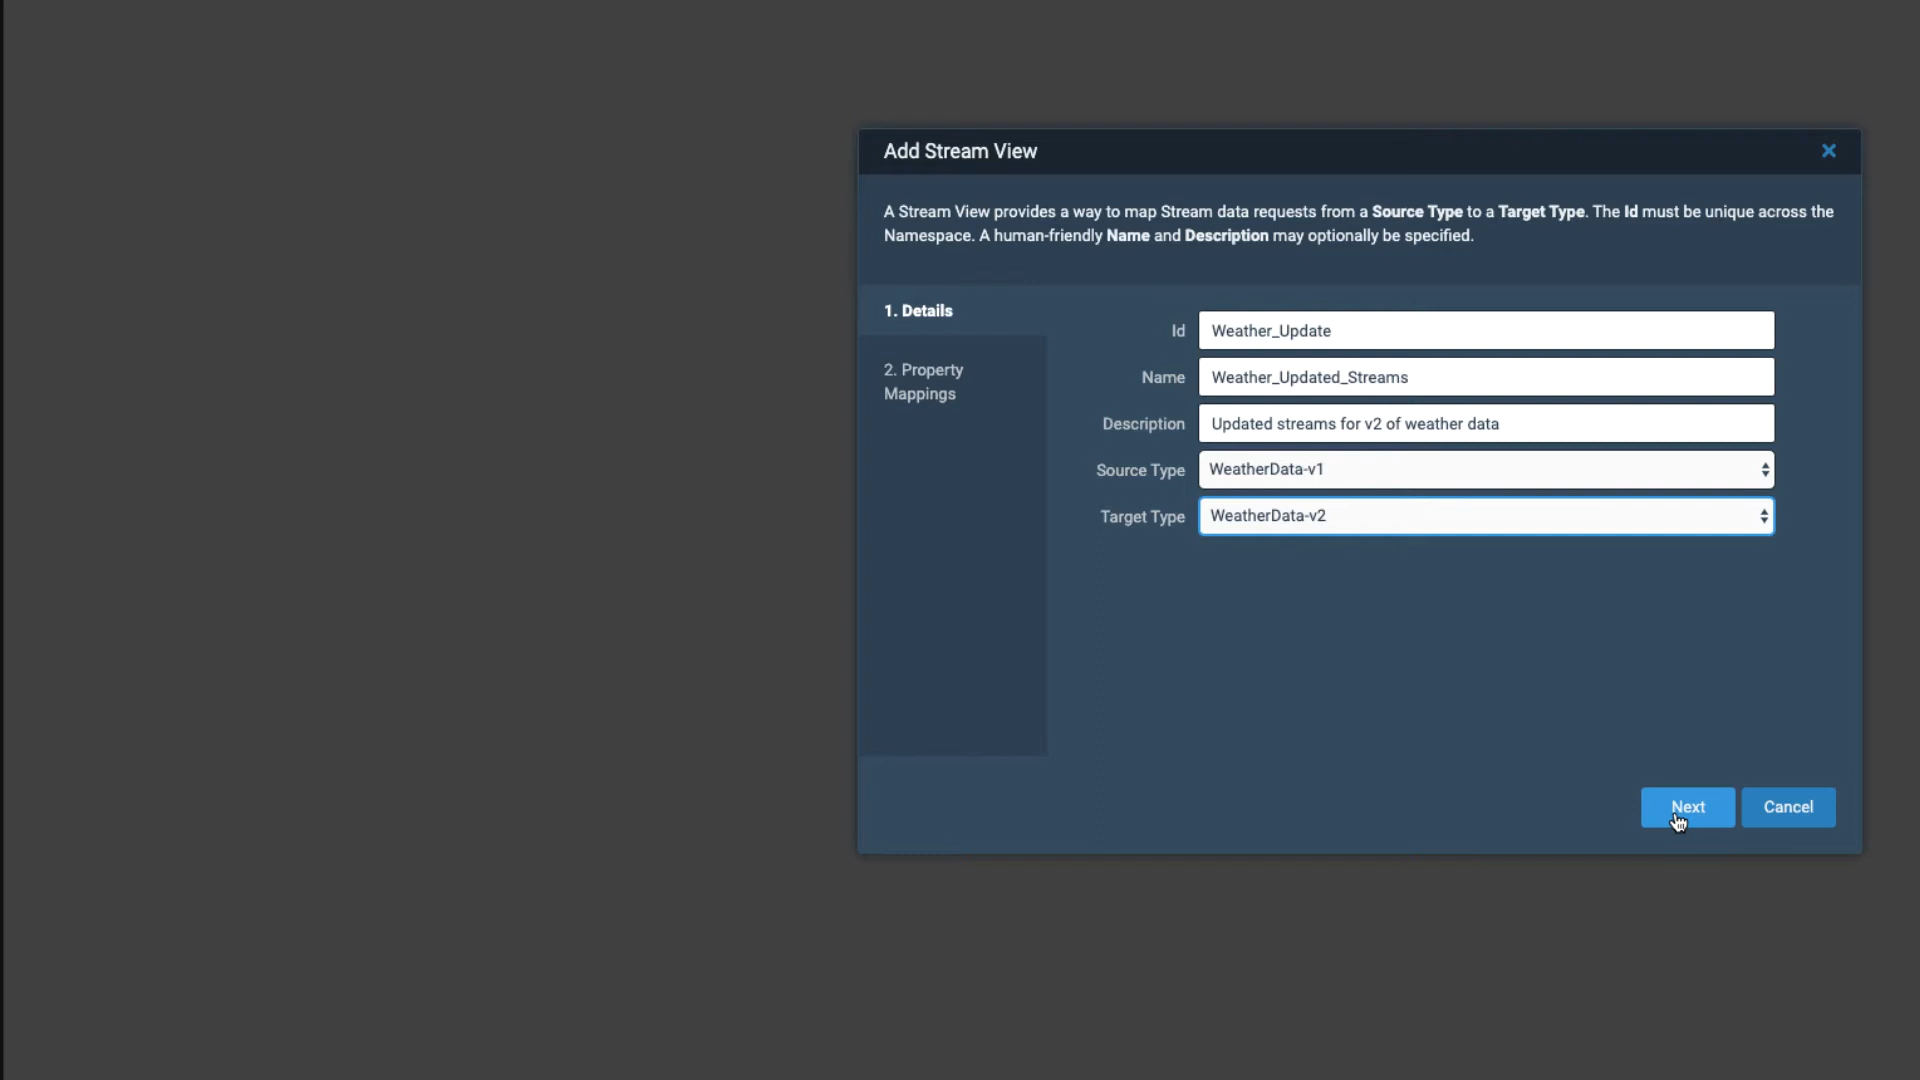 Add Stream View
A Stream View provides a way to map Stream data requests from a Source Type to a Target Type. The Id must be unique across the
Namespace. A human-friendly Name and Description may optionally be specified.
1. Details
2. Property
Mappings
Id Weather_Update
Name Weather_Updated_Streams
Description Updated streams for v2 of weather data
Source Type WeatherData-v1
Target Type WeatherData-v2
Next Cancel